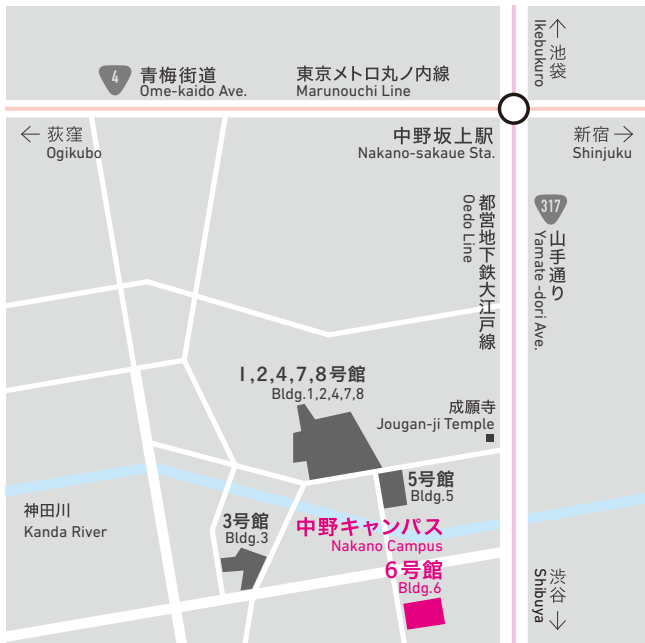 池袋
Ikebukuro
4
青梅街道
Ome-kaido Ave.
東京メトロ丸ノ内線
Marunouchi Line
荻窪
Ogikubo
中野坂上駅
Nakano-sakaue Sta.
新宿
Shinjuku
都営地下鉄大江戸線
Oedo Line
317
山手通り
Yamate -dori Ave.
1,2,4,7,8号館
Bldg.1,2,4,7,8
成願寺
Jougan-ji Temple
5号館
Bldg.5
神田川
Kanda River
3号館
Bldg.3
中野キャンパス
Nakano Campus
6号館
Bldg.6
渋谷
Shibuya